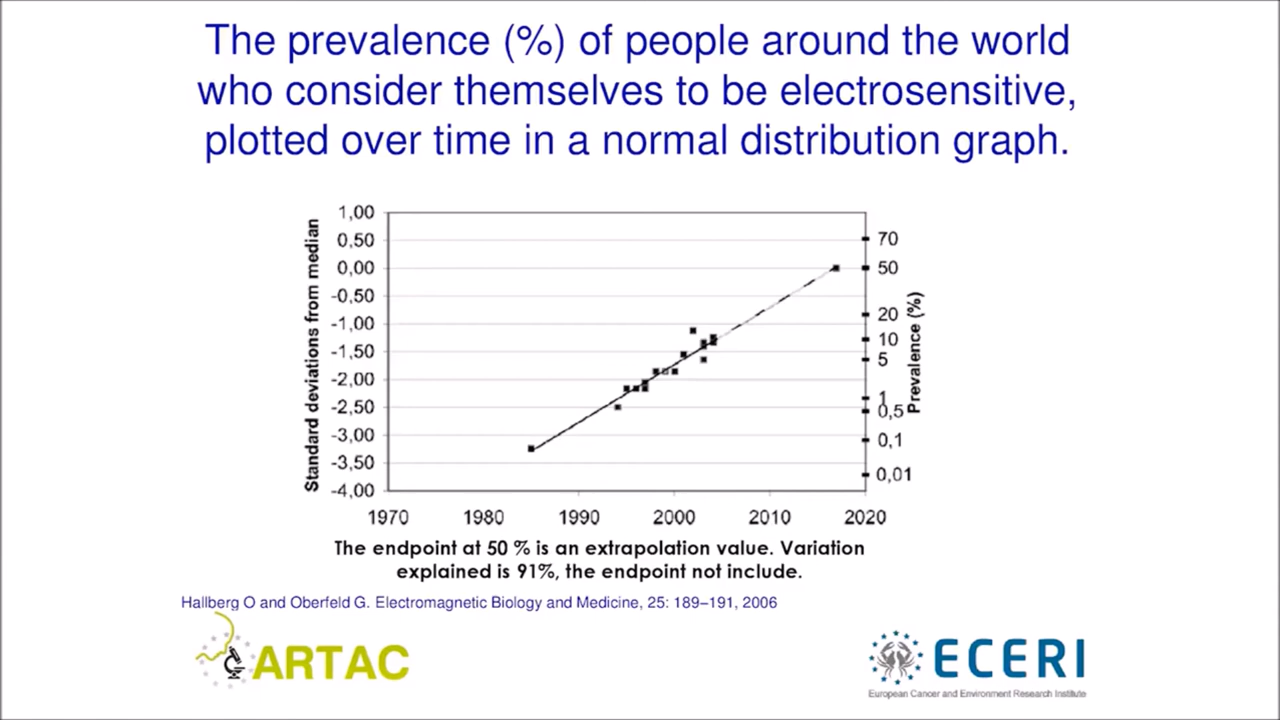 The prevalence (%) of people around the world
who consider themselves to be electrosensitive,
plotted over time in a normal distribution graph.
Standard deviations from median
1,00
0,50
0,00
-0,50
-1,00
-1,50
-2,00
-2,50
-3,00
-3,50
-4,00
70
50
20
10
5
1
0,5
0,1
0,01
Prevalence (%)
1970 1980 1990 2000 2010 2020
The endpoint at 50 % is an extrapolation value. Variation
explained is 91%, the endpoint not include.
Hallberg O and Oberfeld G. Electromagnetic Biology and Medicine, 25: 189–191, 2006
ARTAC
ECERI
European Cancer and Environment Research Institute